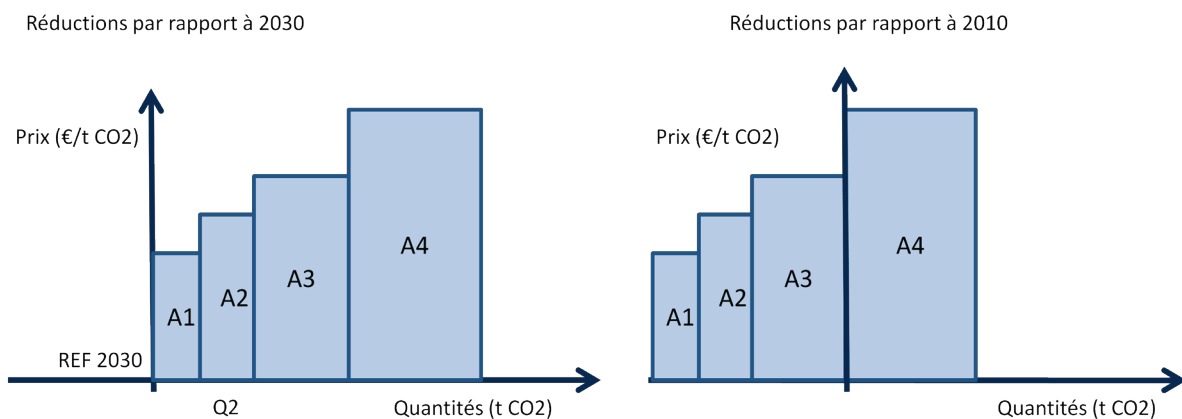 Réductions par rapport à 2030
Prix (€/t CO2)
A1
A2
A3
A4
REF 2030
Q2
Quantités (t CO2)
Réductions par rapport à 2010
Prix (€/t CO2)
A1
A2
A3
A4
Quantités (t CO2)